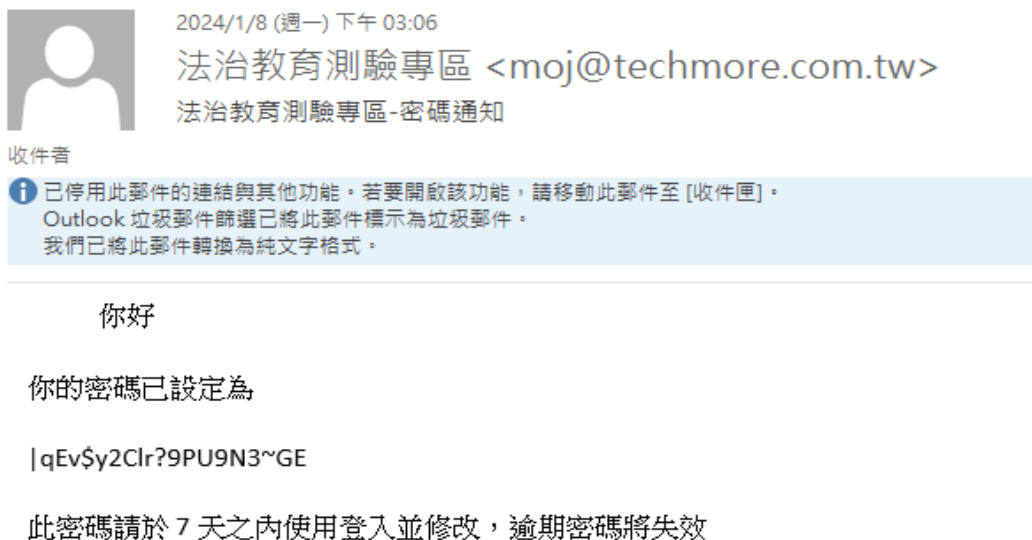 2024/1/8 (週一) 下午 03:06
法治教育測驗專區 <moj@techmore.com.tw>
法治教育測驗專區-密碼通知
收件者
已停用此郵件的連結與其他功能。若要開啟該功能，請移動此郵件至 [收件匣]。
Outlook 垃圾郵件篩選已將此郵件標示為垃圾郵件。
我們已將此郵件轉換為純文字格式。
你好
你的密碼已設定為
|qEv$y2Clr?9PU9N3~GE
此密碼請於 7 天之內使用登入並修改，逾期密碼將失效